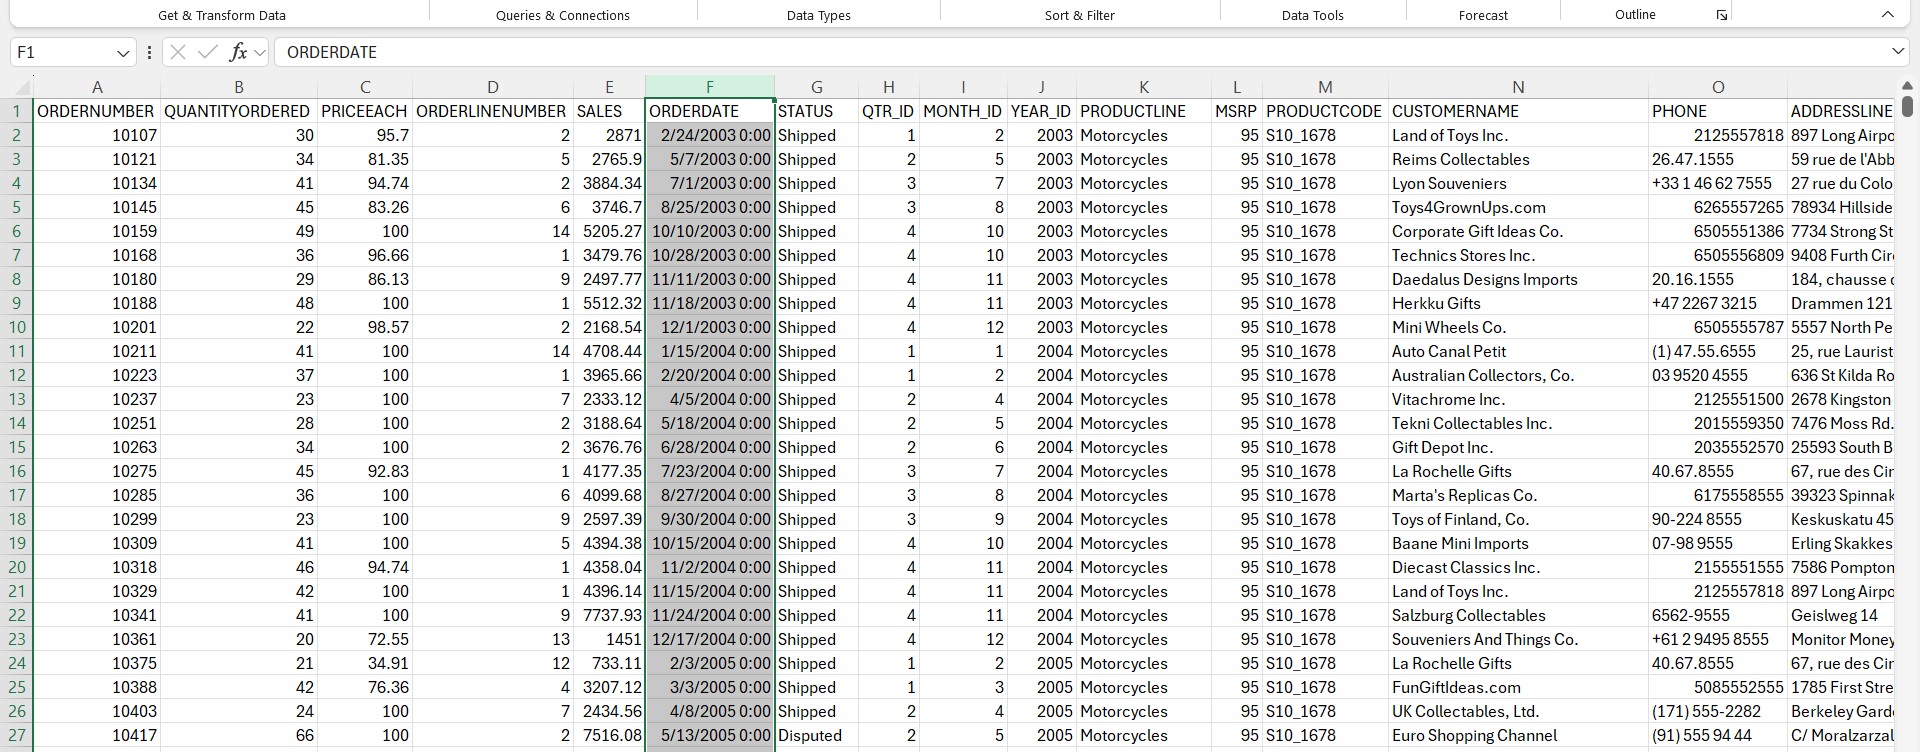 Get & Transform Data Queries & Connections Data Types Sort & Filter Data Tools Forecast Outline
F1 fx ORDERDATE
A B C D E F G H I J K L M N O
1 ORDERNUMBER QUANTITYORDERED PRICEEACH ORDERLINENUMBER SALES ORDERDATE STATUS QTR_ID MONTH_ID YEAR_ID PRODUCTLINE MSRP PRODUCTCODE CUSTOMERNAME PHONE ADDRESSLINE
2 10107 30 95.7 2 2871 2/24/2003 0:00 Shipped 1 2 2003 Motorcycles 95 S10_1678 Land of Toys Inc. 2125557818 897 Long Airpo
3 10121 34 81.35 5 2765.9 5/7/2003 0:00 Shipped 2 5 2003 Motorcycles 95 S10_1678 Reims Collectables 26.47.1555 59 rue de l'Abb
4 10134 41 94.74 2 3884.34 7/1/2003 0:00 Shipped 3 7 2003 Motorcycles 95 S10_1678 Lyon Souveniers +33 1 46 62 7555 27 rue du Colo
5 10145 45 83.26 6 3746.7 8/25/2003 0:00 Shipped 3 8 2003 Motorcycles 95 S10_1678 Toys4GrownUps.com 6265557265 78934 Hillside
6 10159 49 100 14 5205.27 10/10/2003 0:00 Shipped 4 10 2003 Motorcycles 95 S10_1678 Corporate Gift Ideas Co. 6505551386 7734 Strong St
7 10168 36 96.66 1 3479.76 10/28/2003 0:00 Shipped 4 10 2003 Motorcycles 95 S10_1678 Technics Stores Inc. 6505556809 9408 Furth Cir
8 10180 29 86.13 9 2497.77 11/11/2003 0:00 Shipped 4 11 2003 Motorcycles 95 S10_1678 Daedalus Designs Imports 20.16.1555 184, chausse
9 10188 48 100 1 5512.32 11/18/2003 0:00 Shipped 4 11 2003 Motorcycles 95 S10_1678 Herkku Gifts +47 2267 3215 Drammen 121
10 10201 22 98.57 2 2168.54 12/1/2003 0:00 Shipped 4 12 2003 Motorcycles 95 S10_1678 Mini Wheels Co. 6505555787 5557 North Pe
11 10211 41 100 14 4708.44 1/15/2004 0:00 Shipped 1 1 2004 Motorcycles 95 S10_1678 Auto Canal Petit (1) 47.55.6555 25, rue Laurist
12 10223 37 100 1 3965.66 2/20/2004 0:00 Shipped 1 2 2004 Motorcycles 95 S10_1678 Australian Collectors, Co. 03 9520 4555 636 St Kilda Ro
13 10237 23 100 7 2333.12 4/5/2004 0:00 Shipped 2 4 2004 Motorcycles 95 S10_1678 Vitachrome Inc. 2125551500 2678 Kingston
14 10251 28 100 2 3188.64 5/18/2004 0:00 Shipped 2 5 2004 Motorcycles 95 S10_1678 Tekni Collectables Inc. 2015559350 7476 Moss Rd.
15 10263 34 100 2 3676.76 6/28/2004 0:00 Shipped 2 6 2004 Motorcycles 95 S10_1678 Gift Depot Inc. 2035552570 25593 South B
16 10275 45 92.83 1 4177.35 7/23/2004 0:00 Shipped 3 7 2004 Motorcycles 95 S10_1678 La Rochelle Gifts 40.67.8555 67, rue des Cir
17 10285 36 100 6 4099.68 8/27/2004 0:00 Shipped 3 8 2004 Motorcycles 95 S10_1678 Marta's Replicas Co. 6175558555 39323 Spinnak
18 10299 23 100 9 2597.39 9/30/2004 0:00 Shipped 3 9 2004 Motorcycles 95 S10_1678 Toys of Finland, Co. 90-224 8555 Keskuskatu 45
19 10309 41 100 5 4394.38 10/15/2004 0:00 Shipped 4 10 2004 Motorcycles 95 S10_1678 Baane Mini Imports 07-98 9555 Erling Skakkes
20 10318 46 94.74 1 4358.04 11/2/2004 0:00 Shipped 4 11 2004 Motorcycles 95 S10_1678 Diecast Classics Inc. 2155551555 7586 Pompton
21 10329 42 100 1 4396.14 11/15/2004 0:00 Shipped 4 11 2004 Motorcycles 95 S10_1678 Land of Toys Inc. 2125557818 897 Long Airpo
22 10341 41 100 9 7737.93 11/24/2004 0:00 Shipped 4 11 2004 Motorcycles 95 S10_1678 Salzburg Collectables 6562-9555 Geislweg 14
23 10361 20 72.55 13 1451 12/17/2004 0:00 Shipped 4 12 2004 Motorcycles 95 S10_1678 Souveniers And Things Co. +61 2 9495 8555 Monitor Money
24 10375 21 34.91 12 733.11 2/3/2005 0:00 Shipped 1 2 2005 Motorcycles 95 S10_1678 La Rochelle Gifts 40.67.8555 67, rue des Cir
25 10388 42 76.36 4 3207.12 3/3/2005 0:00 Shipped 1 3 2005 Motorcycles 95 S10_1678 FunGiftIdeas.com 5085552555 1785 First Stre
26 10403 24 100 7 2434.56 4/8/2005 0:00 Shipped 2 4 2005 Motorcycles 95 S10_1678 UK Collectables, Ltd. (171) 555-2282 Berkeley Gard
27 10417 66 100 2 7516.08 5/13/2005 0:00 Disputed 2 5 2005 Motorcycles 95 S10_1678 Euro Shopping Channel (91) 555 94 44 C/ Moralzarzal